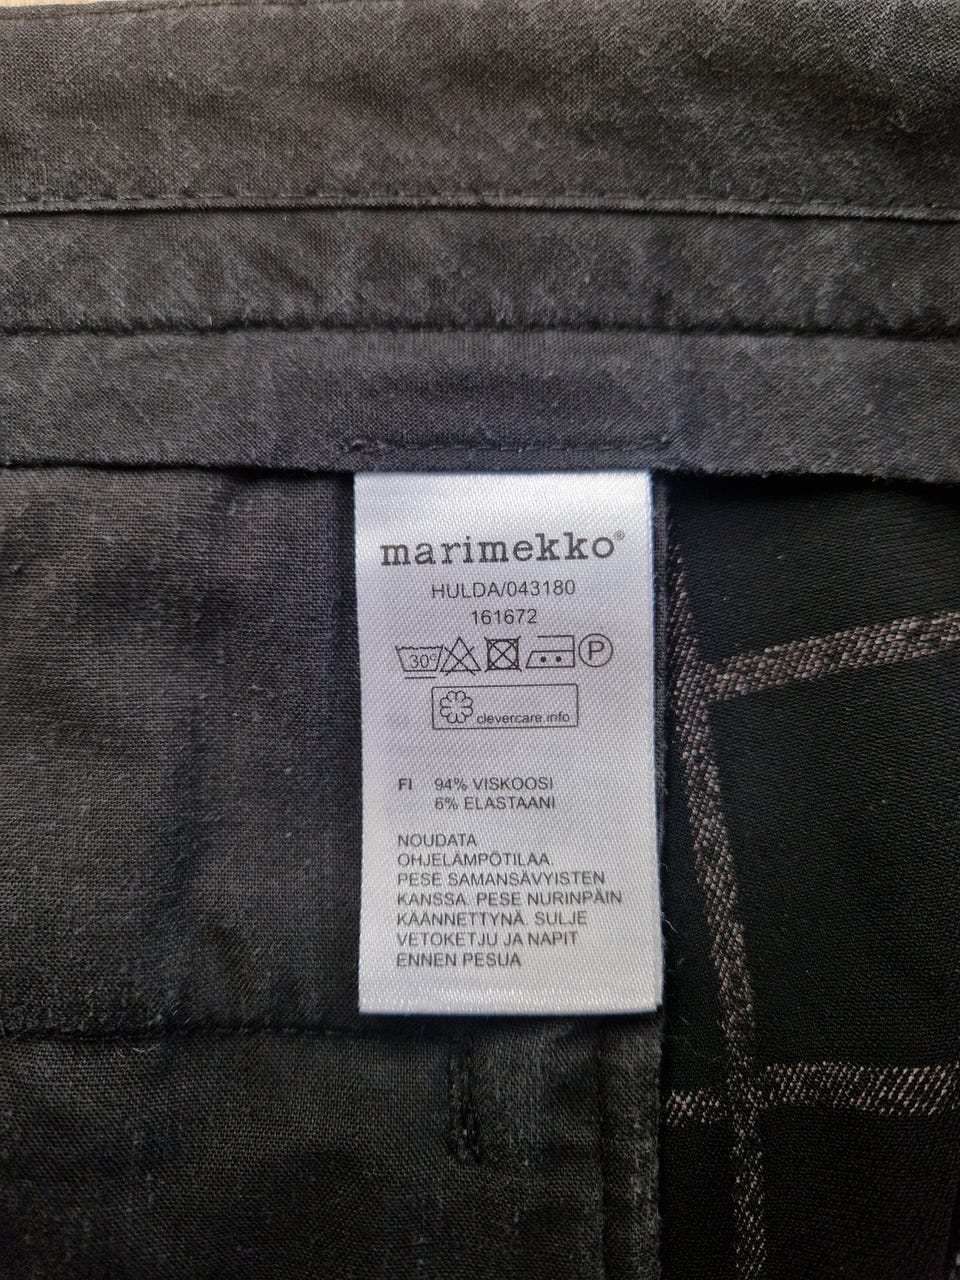 marimekko®
HULDA/043180
161672
30° P
clevercare.info
FI 94% VISKOOSI
6% ELASTAANI
NOUDATA
OHJELÄMPÖTILAA.
PESE SAMANSÄVYISTEN
KANSSA. PESE NURINPÄIN
KÄÄNNETTYNÄ. SULJE
VETOKETJU JA NAPIT
ENNEN PESUA